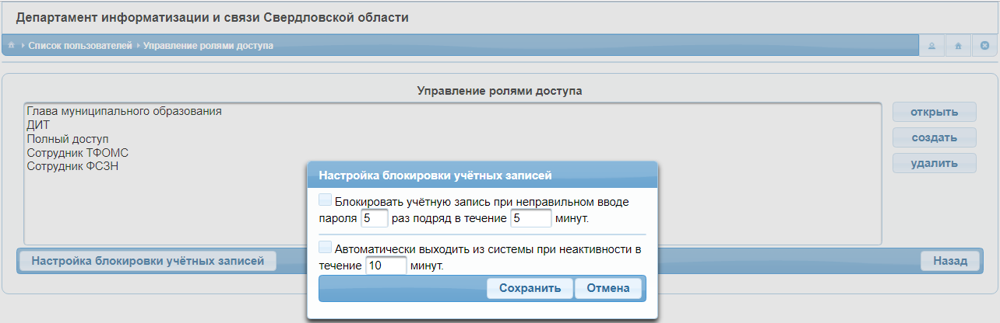 Департамент информатизации и связи Свердловской области
Список пользователей Управление ролями доступа
Управление ролями доступа
Глава муниципального образования
ДИТ
Полный доступ
Сотрудник ТФОМС
Сотрудник ФСЗН
открыть
создать
удалить
Настройка блокировки учётных записей
Блокировать учётную запись при неправильном вводе
пароля 5 раз подряд в течение 5 минут.
Автоматически выходить из системы при неактивности в
течение 10 минут.
Сохранить Отмена
Настройка блокировки учётных записей Назад